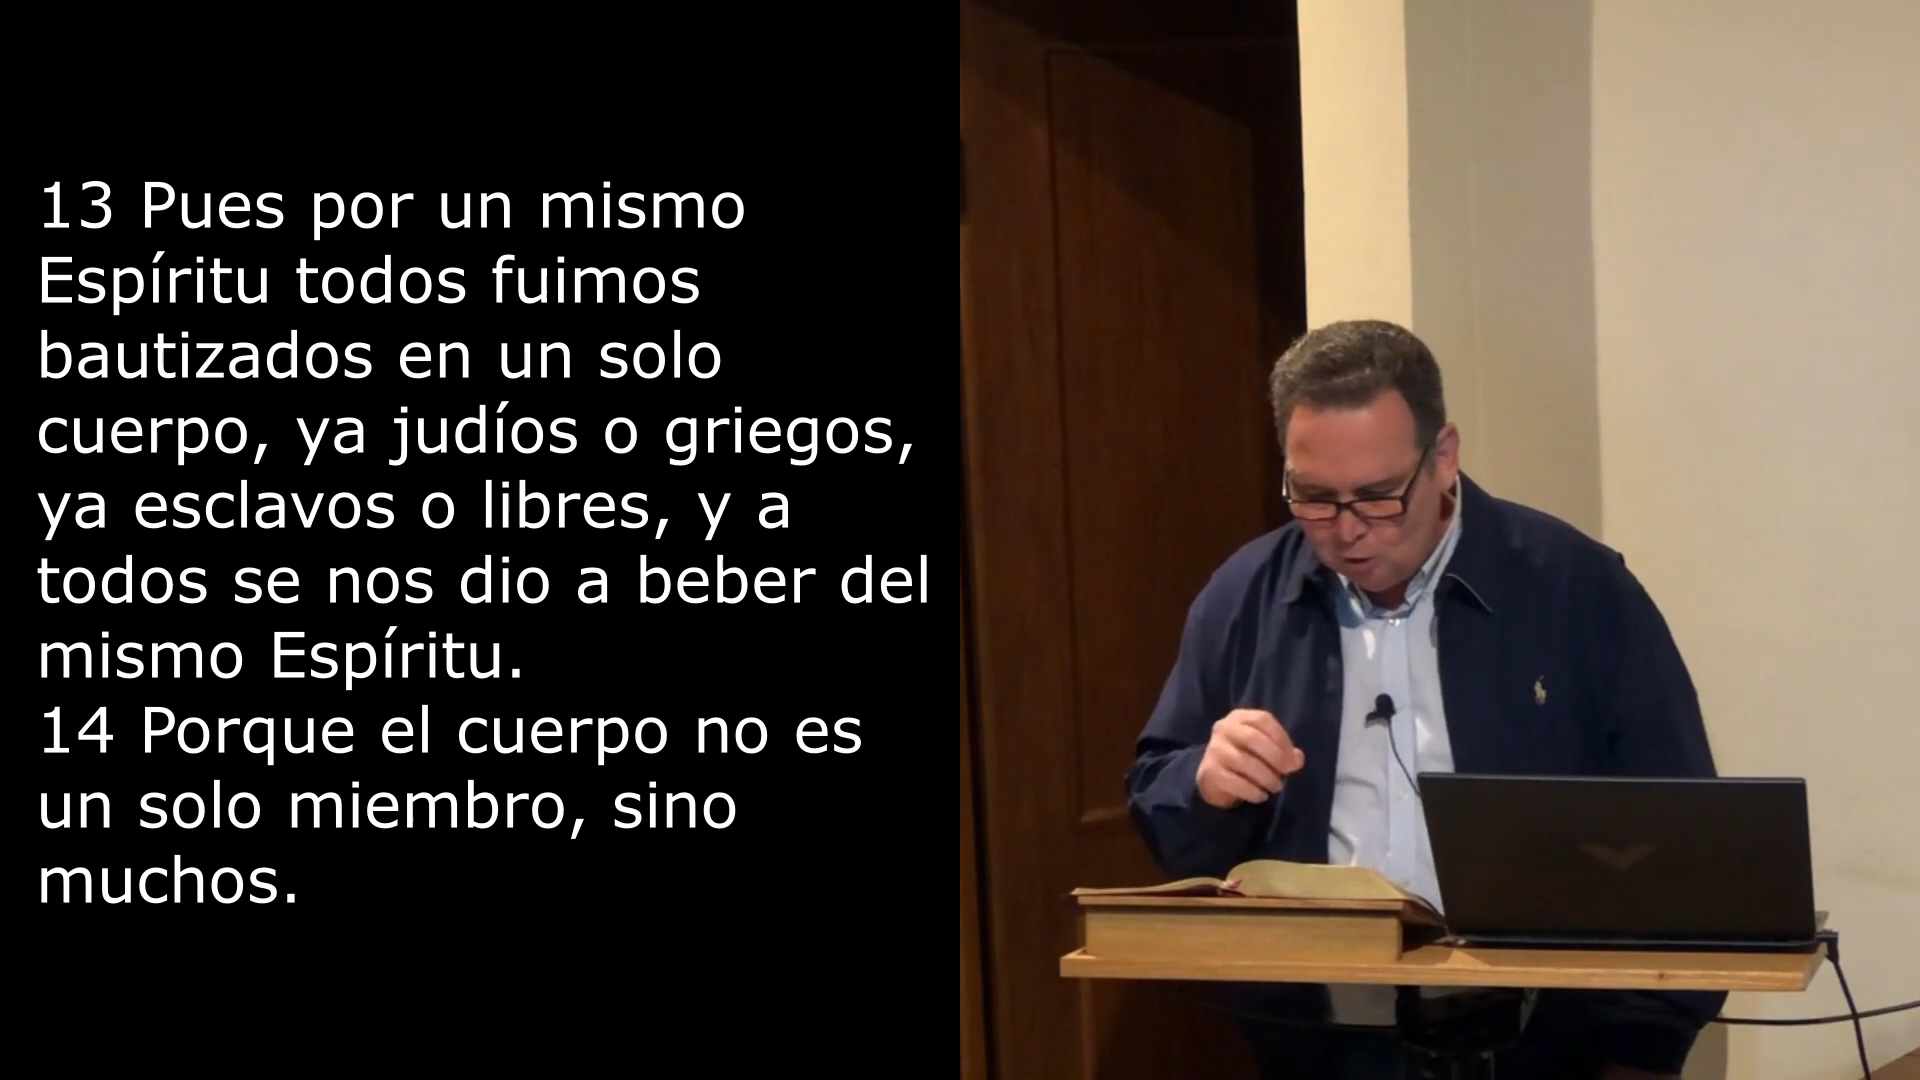 13 Pues por un mismo
Espíritu todos fuimos
bautizados en un solo
cuerpo, ya judíos o griegos,
ya esclavos o libres, y a
todos se nos dio a beber del
mismo Espíritu.
14 Porque el cuerpo no es
un solo miembro, sino
muchos.